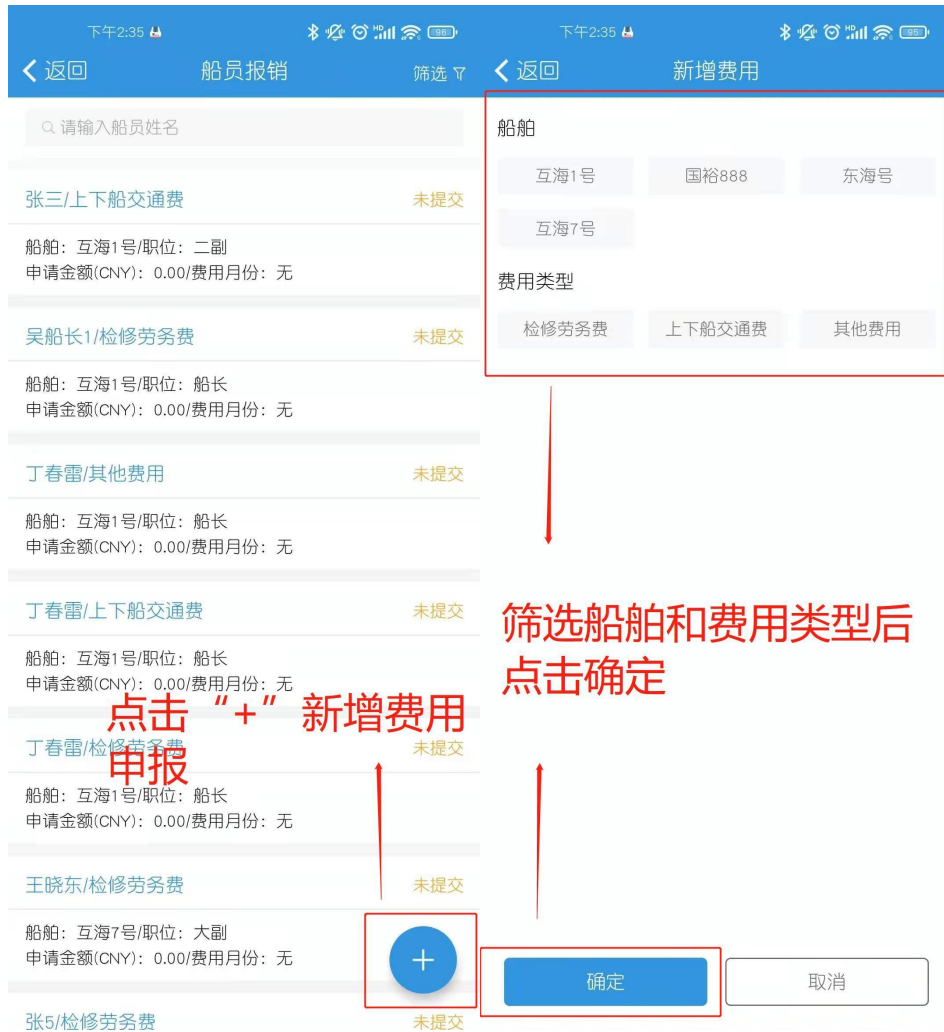 下午2:35
HD
96
返回
船员报销
筛选
请输入船员姓名
张三/上下船交通费
未提交
船舶：互海1号/职位：二副
申请金额(CNY)：0.00/费用月份：无
吴船长1/检修劳务费
未提交
船舶：互海1号/职位：船长
申请金额(CNY)：0.00/费用月份：无
丁春雷/其他费用
未提交
船舶：互海1号/职位：船长
申请金额(CNY)：0.00/费用月份：无
丁春雷/上下船交通费
未提交
船舶：互海1号/职位：船长
申请金额(CNY)：0.00/费用月份：无
点击“+”新增费用
申报
丁春雷/检修劳务费
未提交
船舶：互海1号/职位：船长
申请金额(CNY)：0.00/费用月份：无
王晓东/检修劳务费
未提交
船舶：互海7号/职位：大副
申请金额(CNY)：0.00/费用月份：无
+
张5/检修劳务费
未提交
下午2:35
HD
95
返回
新增费用
船舶
互海1号
国裕888
东海号
互海7号
费用类型
检修劳务费
上下船交通费
其他费用
筛选船舶和费用类型后
点击确定
确定
取消